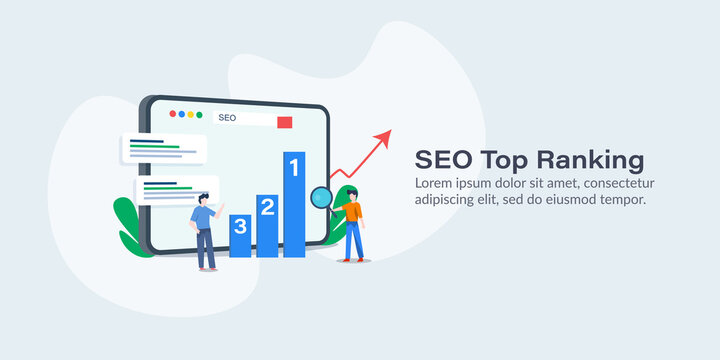 SEO
1
2
3
SEO Top Ranking
Lorem ipsum dolor sit amet, consectetur
adipiscing elit, sed do eiusmod tempor.